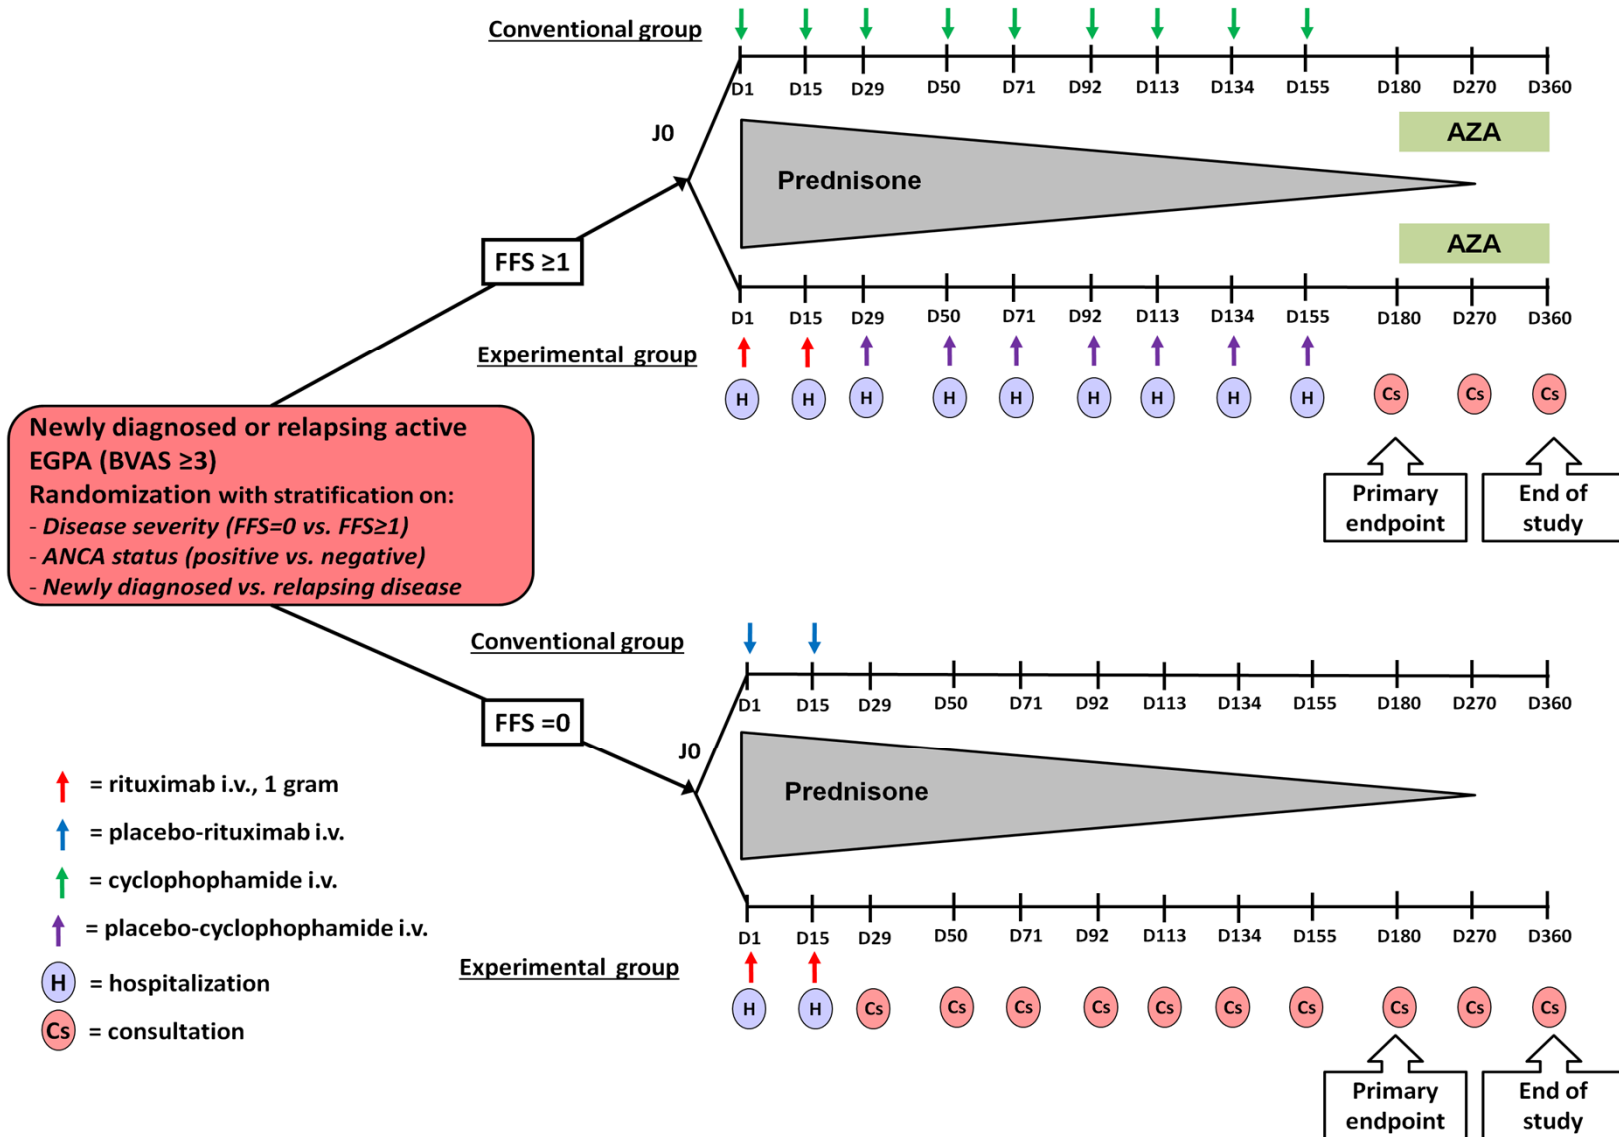 Conventional group
D1 D15 D29 D50 D71 D92 D113 D134 D155 D180 D270 D360
J0
AZA
Prednisone
AZA
FFS ≥1
D1 D15 D29 D50 D71 D92 D113 D134 D155 D180 D270 D360
Experimental group
H H H H H H H H H Cs Cs Cs
Primary
endpoint
End of
study
Newly diagnosed or relapsing active
EGPA (BVAS ≥3)
Randomization with stratification on:
- Disease severity (FFS=0 vs. FFS≥1)
- ANCA status (positive vs. negative)
- Newly diagnosed vs. relapsing disease
Conventional group
D1 D15 D29 D50 D71 D92 D113 D134 D155 D180 D270 D360
FFS =0
J0
Prednisone
D1 D15 D29 D50 D71 D92 D113 D134 D155 D180 D270 D360
Experimental group
H H Cs Cs Cs Cs Cs Cs Cs Cs Cs Cs
Primary
endpoint
End of
study
= rituximab i.v., 1 gram
= placebo-rituximab i.v.
= cyclophophamide i.v.
= placebo-cyclophophamide i.v.
H = hospitalization
Cs = consultation